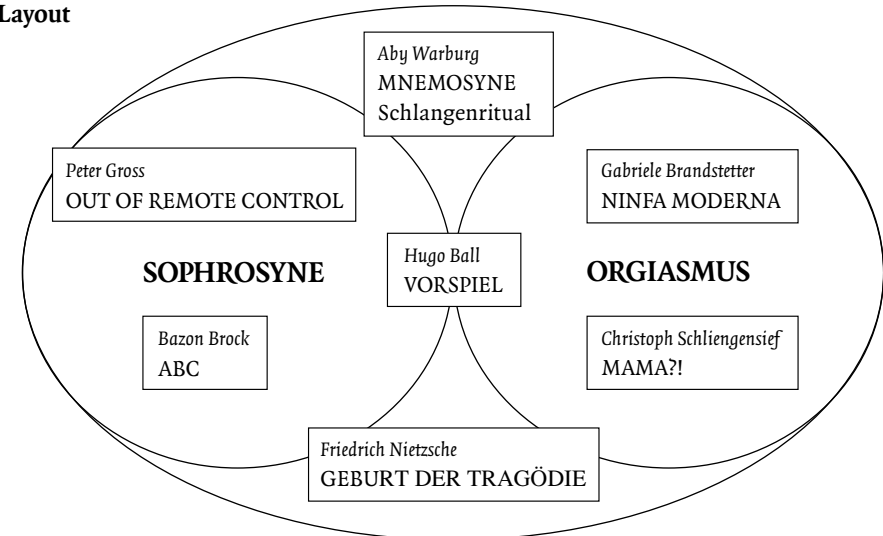 Layout
Aby Warburg
MNEMOSYNE
Schlangenritual
Peter Gross
OUT OF REMOTE CONTROL
Gabriele Brandstetter
NINFA MODERNA
Hugo Ball
VORSPIEL
SOPHROSYNE
ORGIASMUS
Bazon Brock
ABC
Christoph Schliengensief
MAMA?!
Friedrich Nietzsche
GEBURT DER TRAGÖDIE